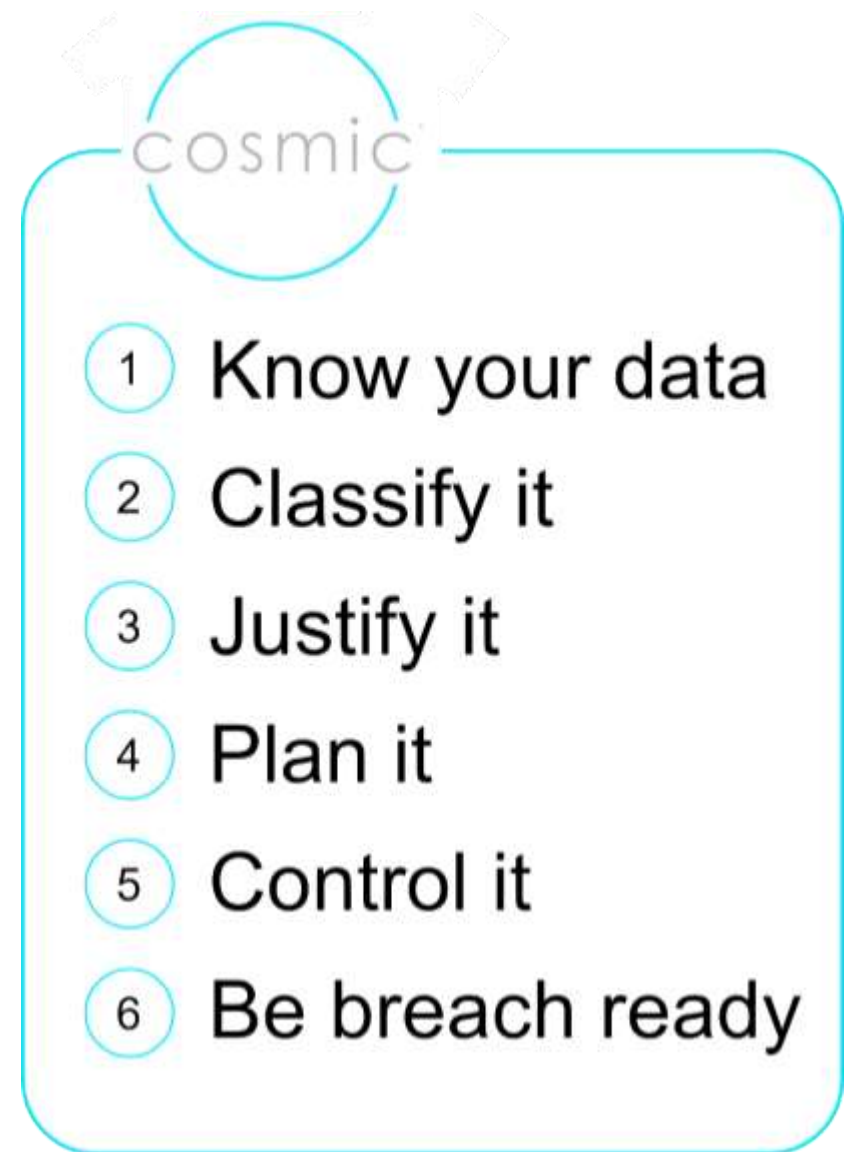 cosmic
1 Know your data
2 Classify it
3 Justify it
4 Plan it
5 Control it
6 Be breach ready